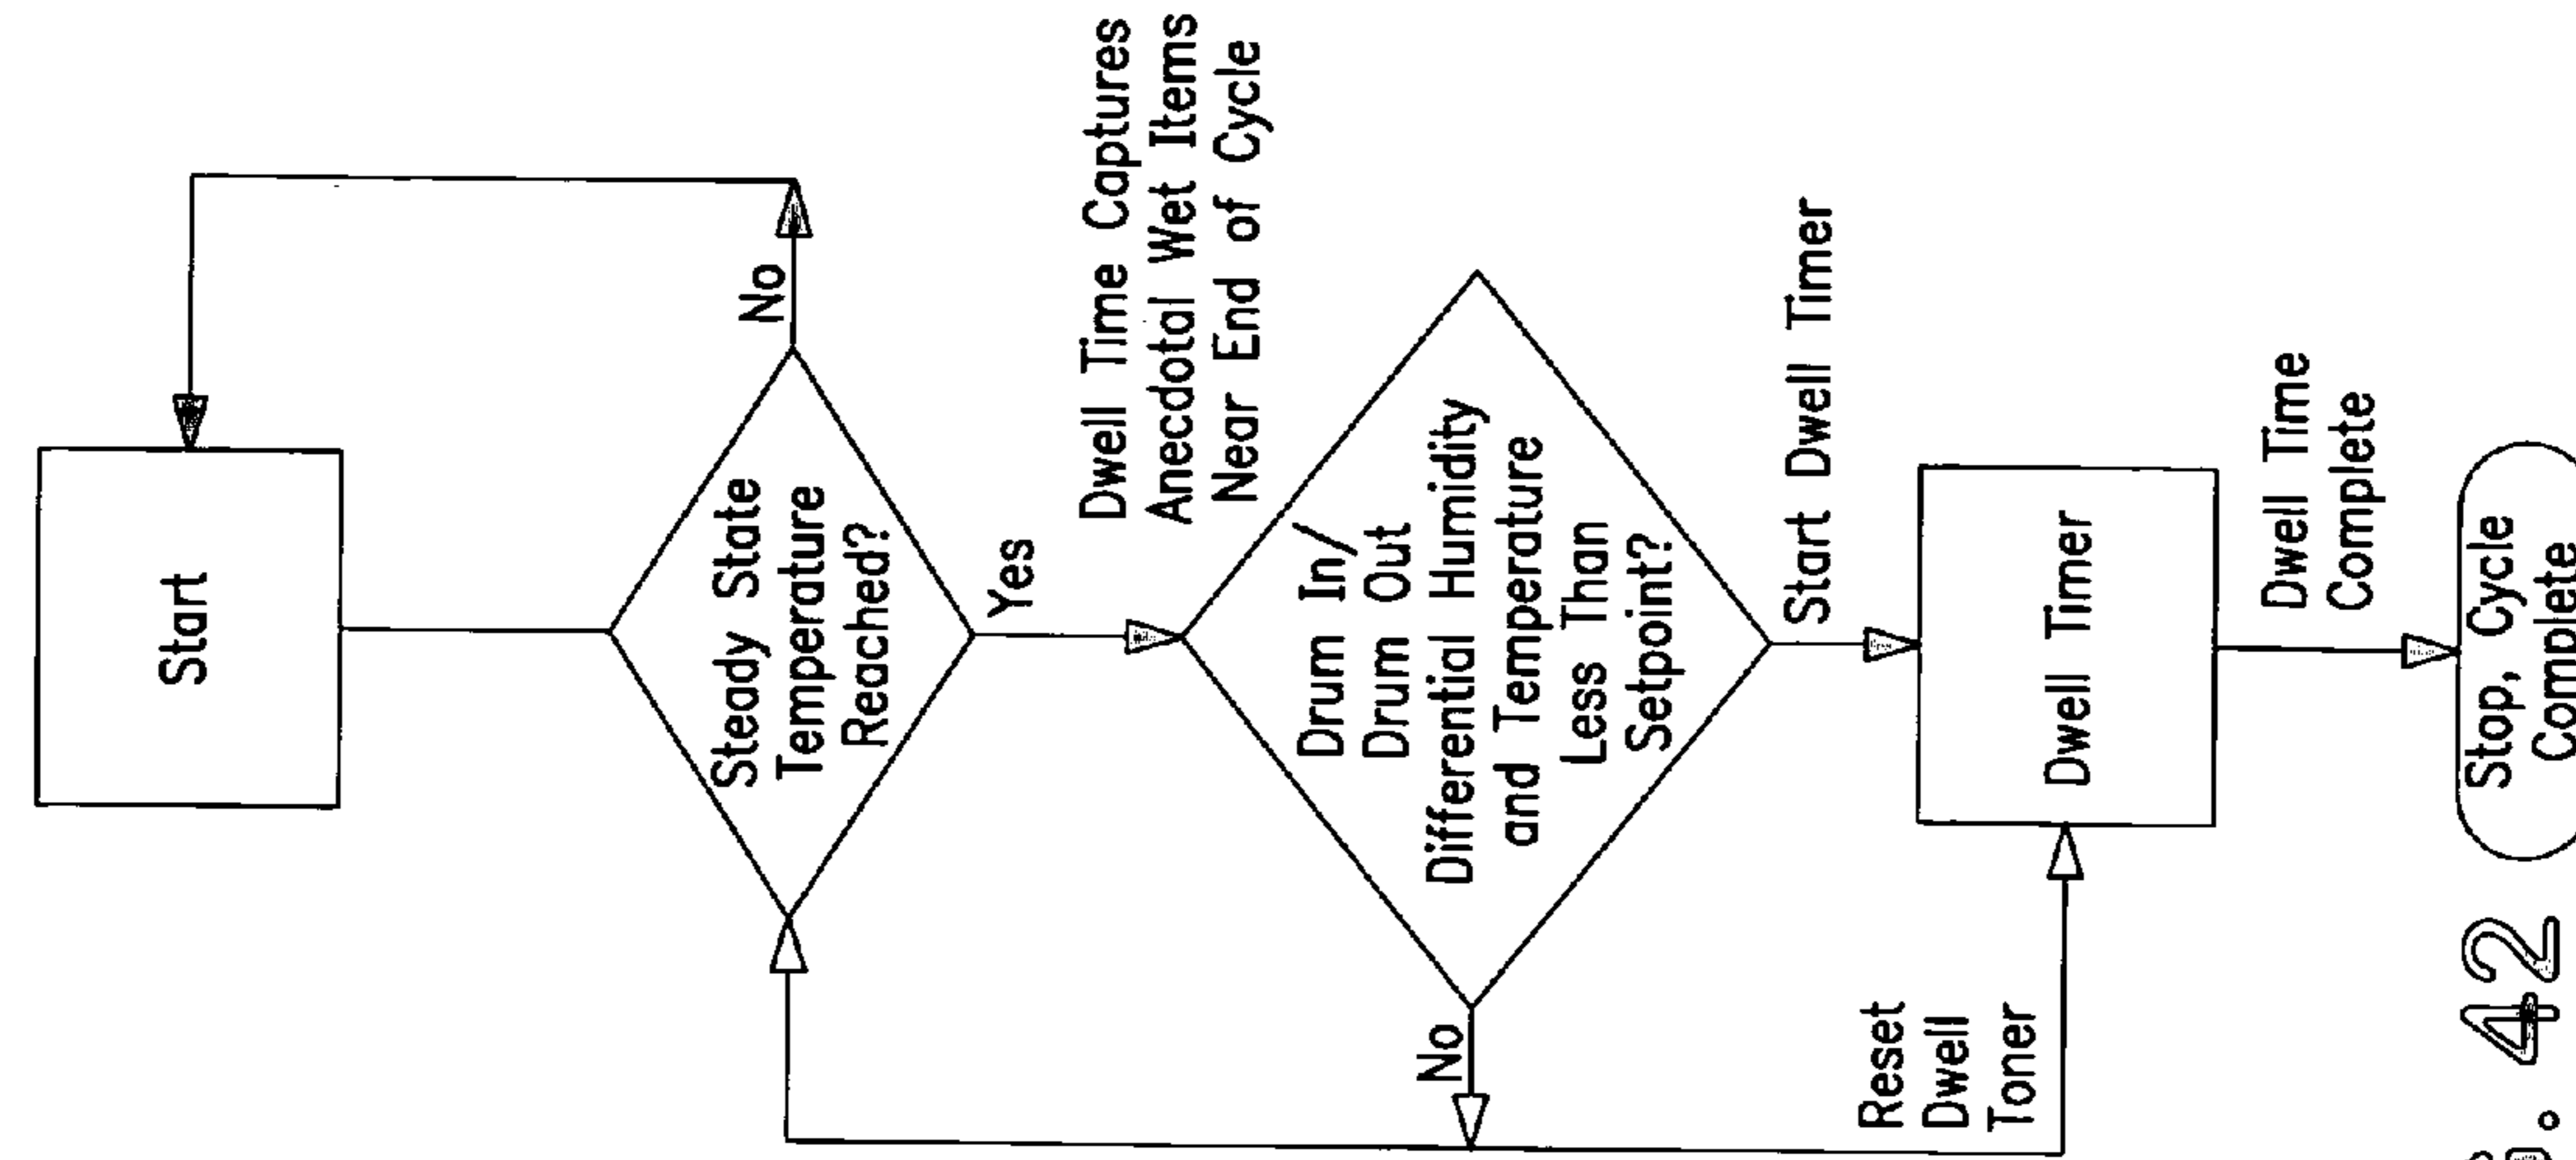 Start
Steady State
Temperature
Reached?
No
Yes
Dwell Time Captures
Anecdotal Wet Items
Near End of Cycle
Drum In/
Drum Out
Differential Humidity
and Temperature
Less Than
Setpoint?
No
Start Dwell Timer
Reset
Dwell
Toner
Dwell Timer
Dwell Time
Complete
Stop, Cycle
Complete
42